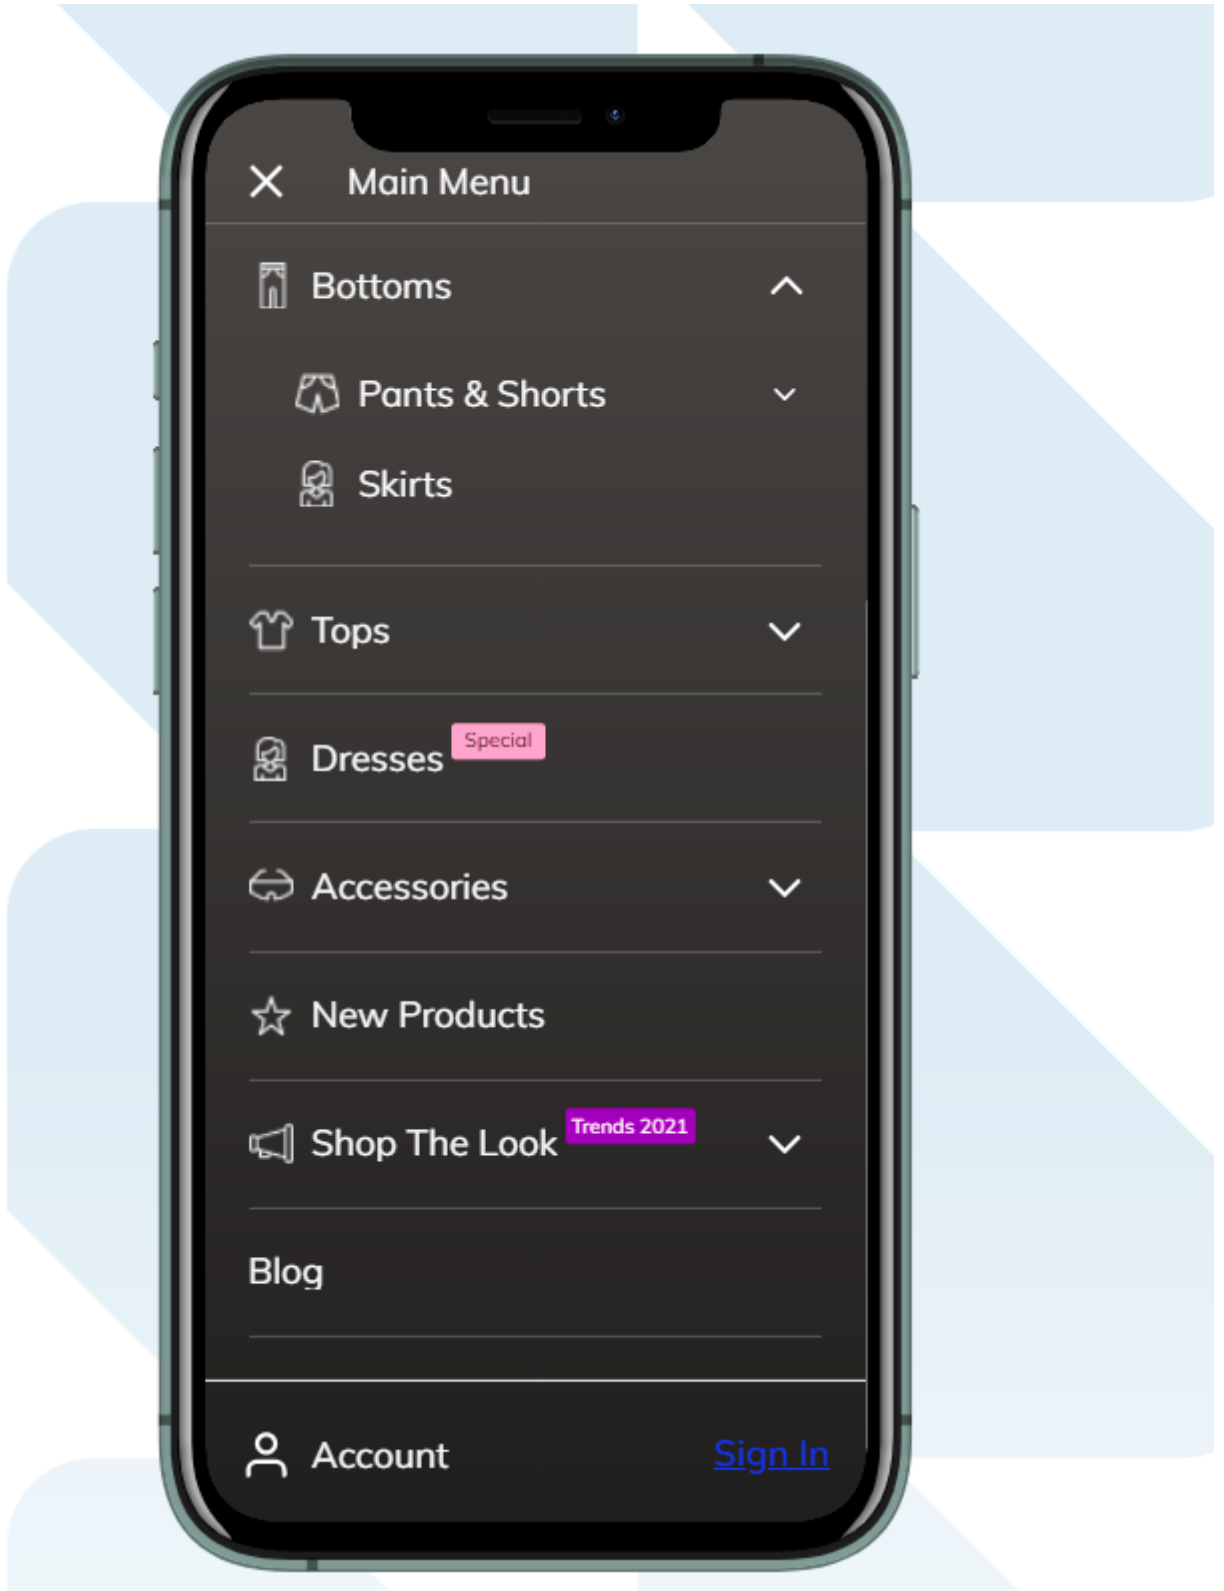 Main Menu
Bottoms
Pants & Shorts
Skirts
Tops
Dresses Special
Accessories
New Products
Shop The Look Trends 2021
Blog
Account Sign In